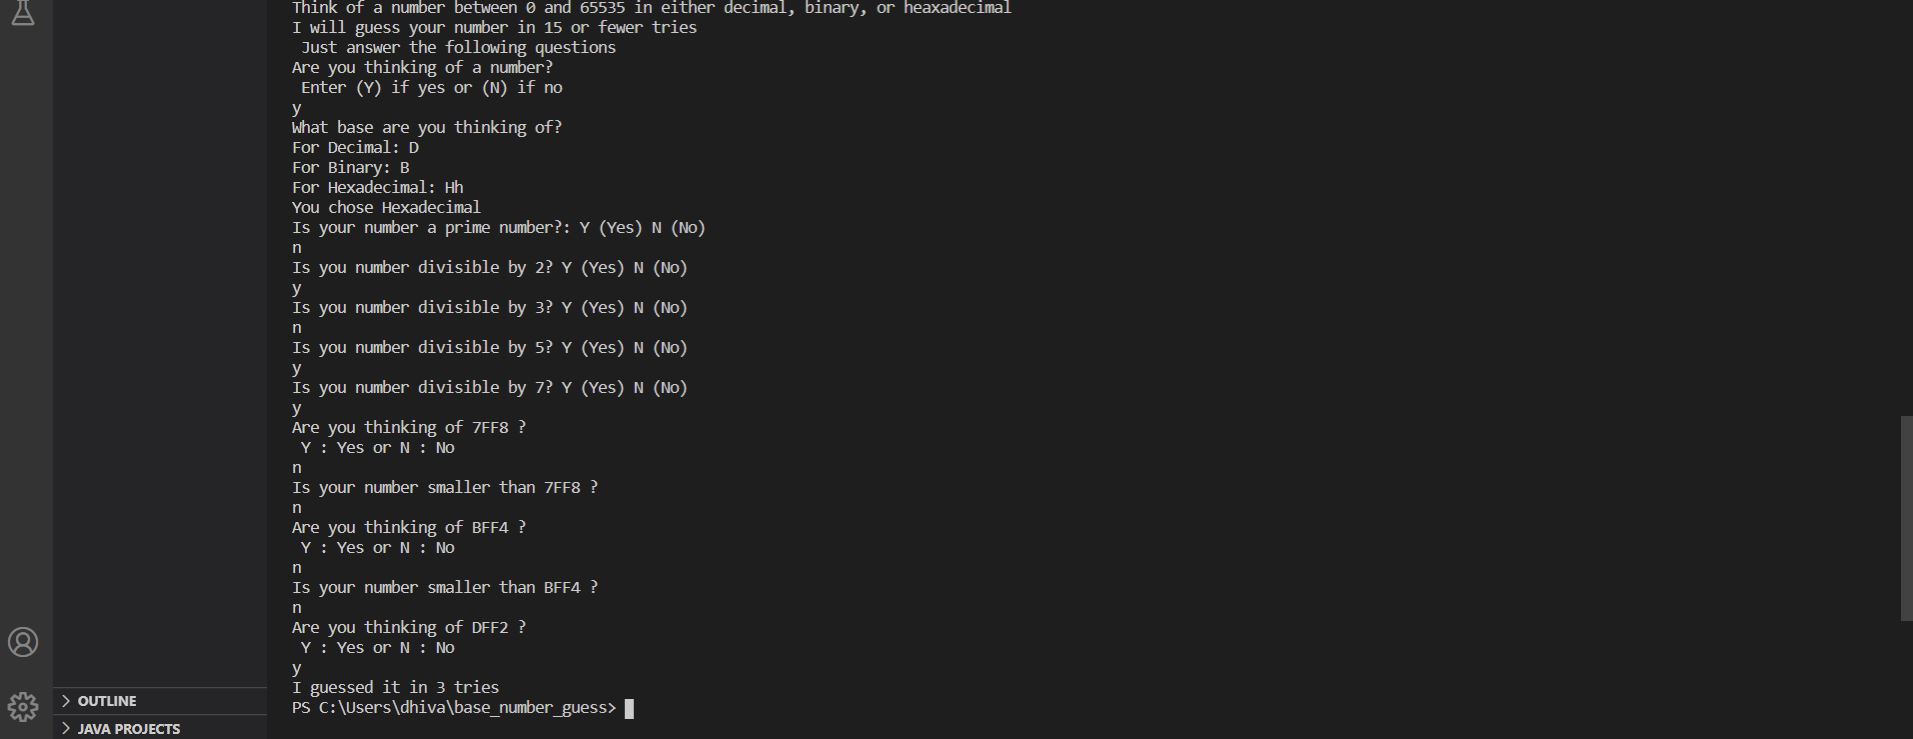 Think of a number between 0 and 65535 in either decimal, binary, or heaxadecimal
I will guess your number in 15 or fewer tries
Just answer the following questions
Are you thinking of a number?
Enter (Y) if yes or (N) if no
y
What base are you thinking of?
For Decimal: D
For Binary: B
For Hexadecimal: Hh
You chose Hexadecimal
Is your number a prime number?: Y (Yes) N (No)
n
Is you number divisible by 2? Y (Yes) N (No)
y
Is you number divisible by 3? Y (Yes) N (No)
n
Is you number divisible by 5? Y (Yes) N (No)
y
Is you number divisible by 7? Y (Yes) N (No)
y
Are you thinking of 7FF8 ?
Y : Yes or N : No
n
Is your number smaller than 7FF8 ?
n
Are you thinking of BFF4 ?
Y : Yes or N : No
n
Is your number smaller than BFF4 ?
n
Are you thinking of DFF2 ?
Y : Yes or N : No
y
I guessed it in 3 tries
PS C:\Users\dhiva\base_number_guess>
OUTLINE
JAVA PROJECTS